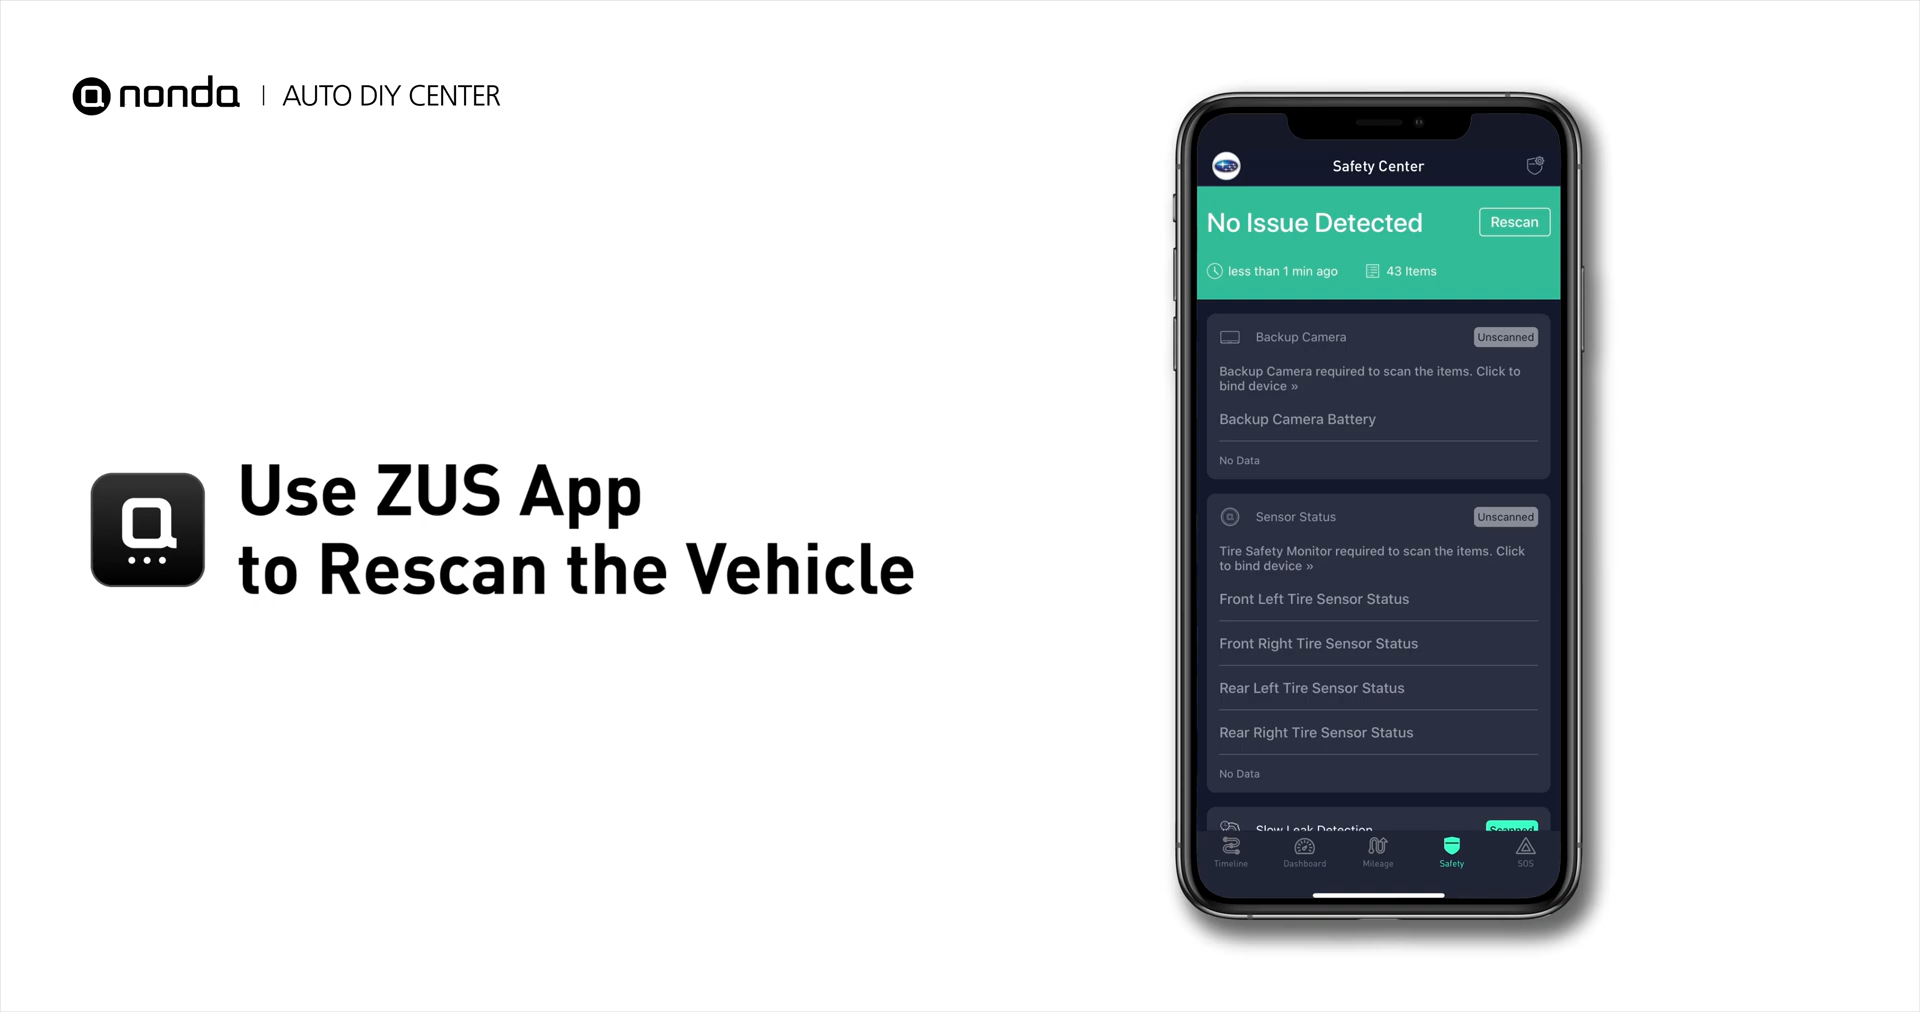 nonda | AUTO DIY CENTER
Use ZUS App
to Rescan the Vehicle
Safety Center
No Issue Detected
Rescan
less than 1 min ago
43 Items
Backup Camera
Unscanned
Backup Camera required to scan the items. Click to
bind device »
Backup Camera Battery
No Data
Sensor Status
Unscanned
Tire Safety Monitor required to scan the items. Click
to bind device »
Front Left Tire Sensor Status
Front Right Tire Sensor Status
Rear Left Tire Sensor Status
Rear Right Tire Sensor Status
No Data
Slow Leak Detection
Scanned
Timeline
Dashboard
Mileage
Safety
SOS